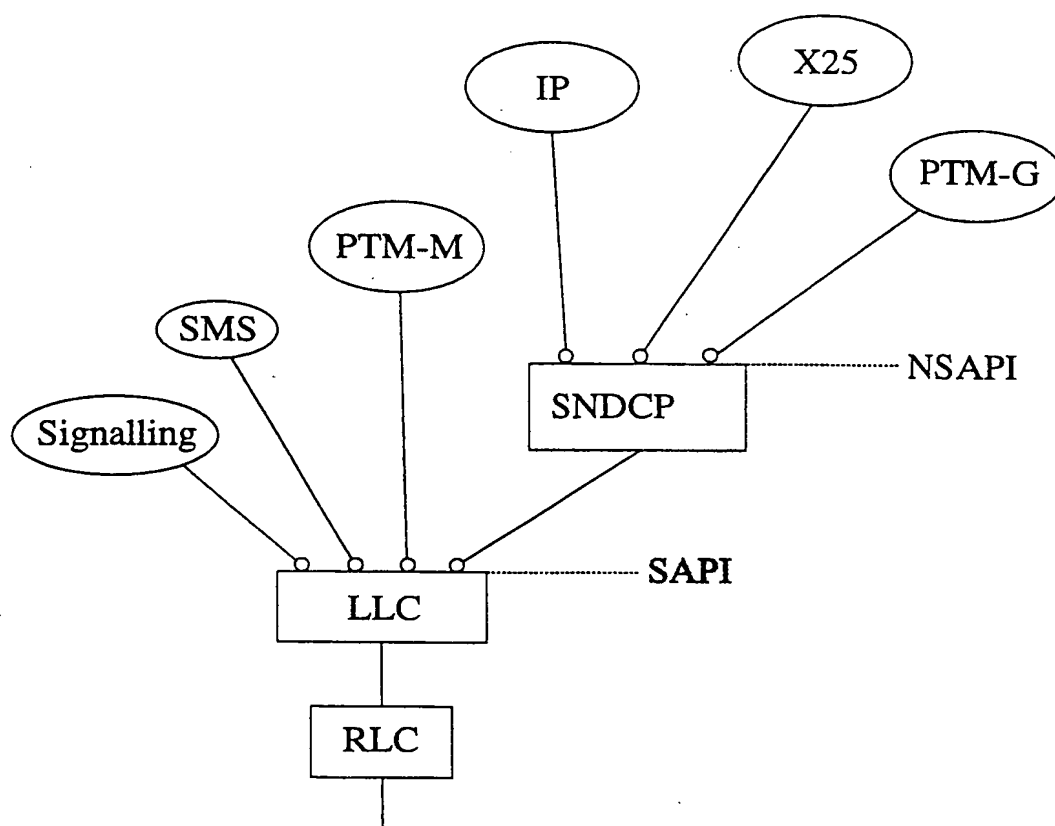 X25
IP
PTM-G
PTM-M
SMS
NSAPI
SNDCP
Signalling
SAPI
LLC
RLC